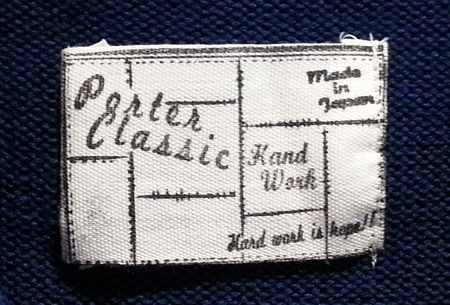 Porter
Classic
Made
in
Japan
Hand
Work
Hard work is hope!!